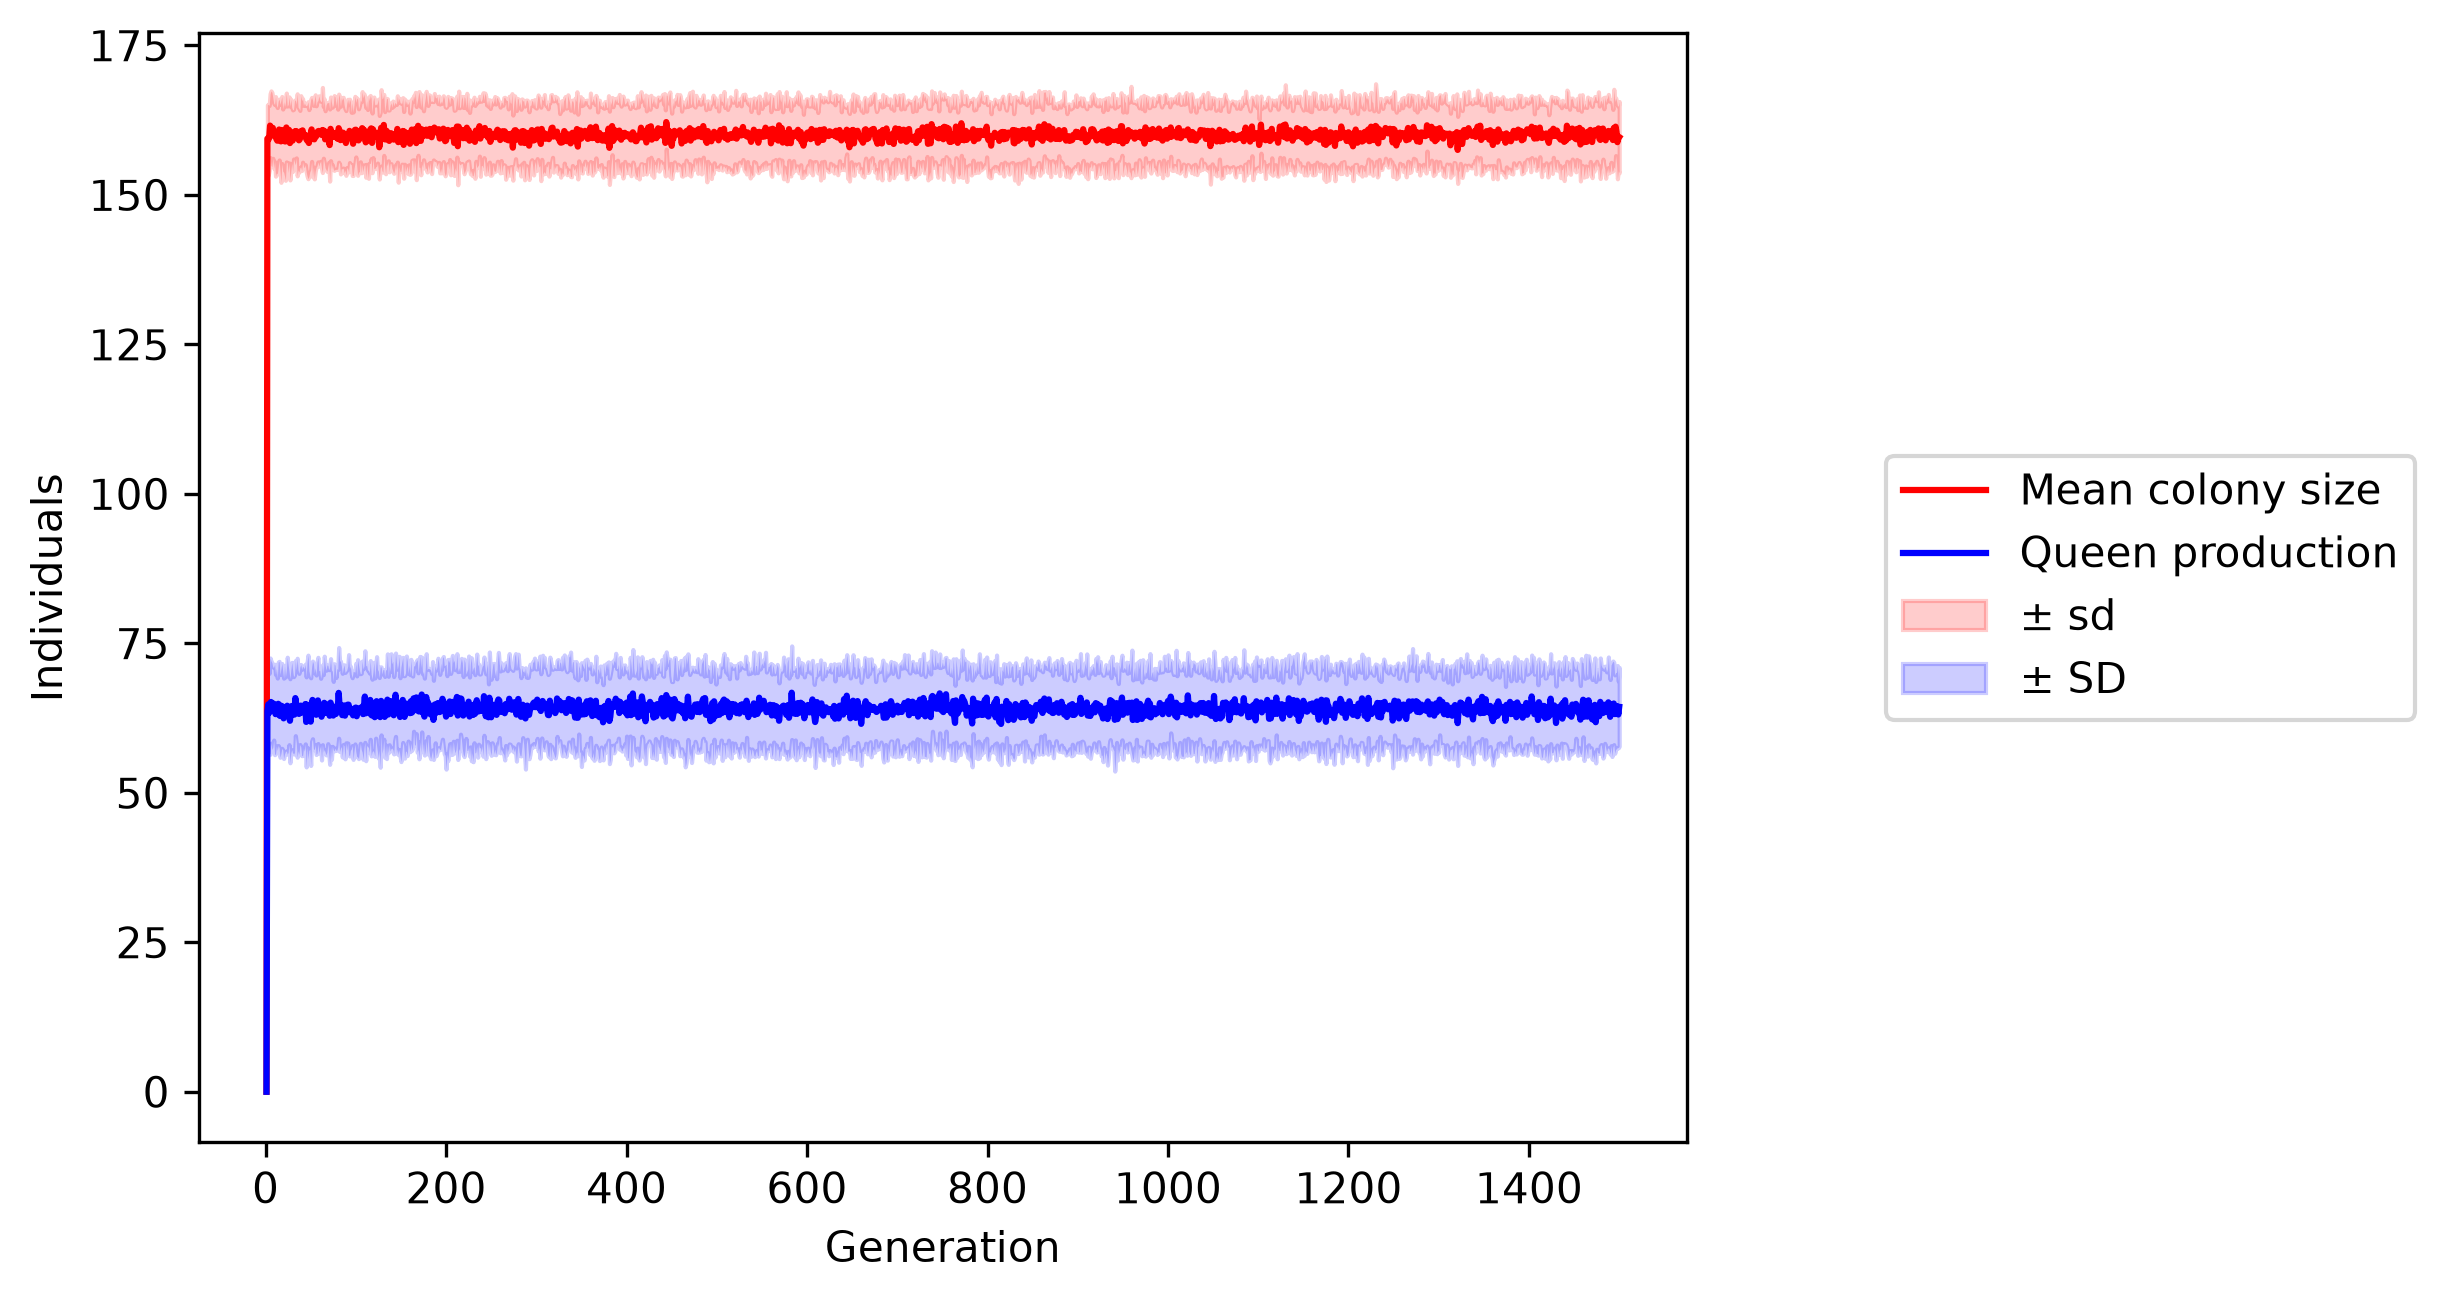 175
150
125
100
75
50
25
0
Individuals
0 200 400 600 800 1000 1200 1400
Generation
Mean colony size
Queen production
± sd
± SD